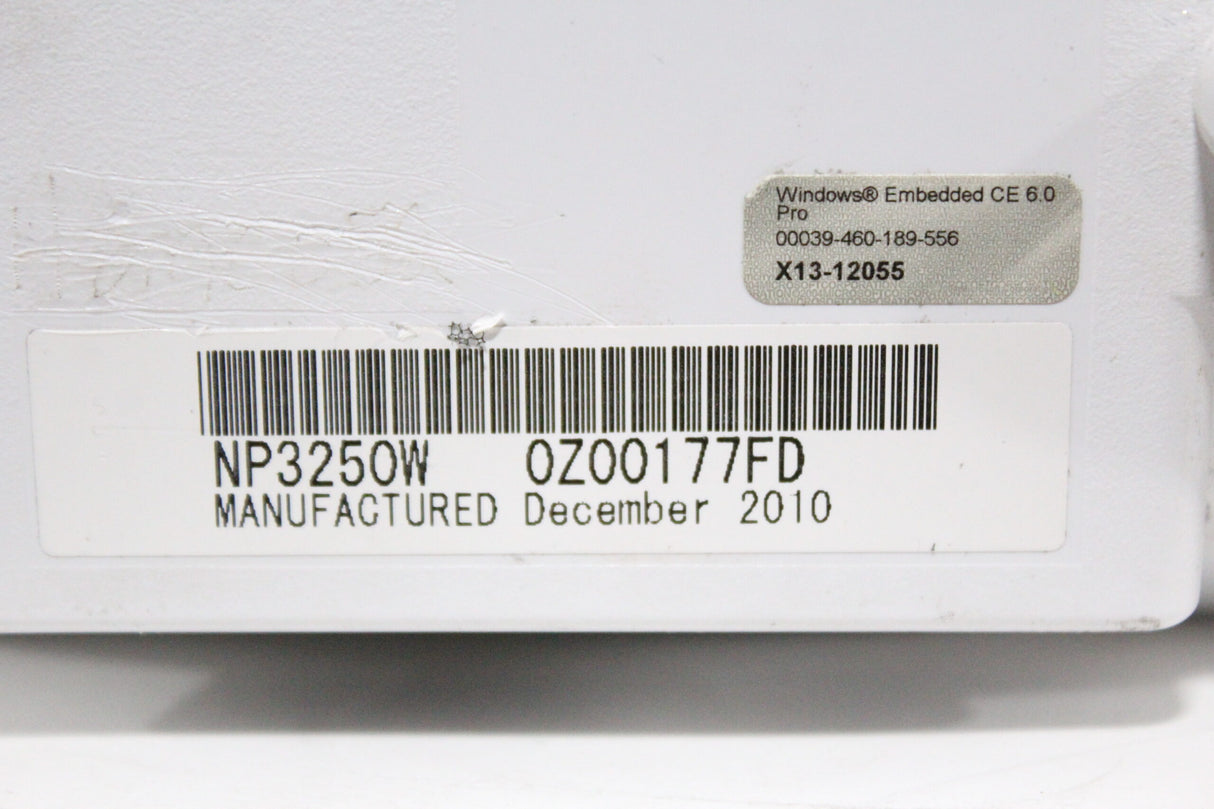 Windows® Embedded CE 6.0
Pro
00039-460-189-556
X13-12055
NP3250W 0Z00177FD
MANUFACTURED December 2010